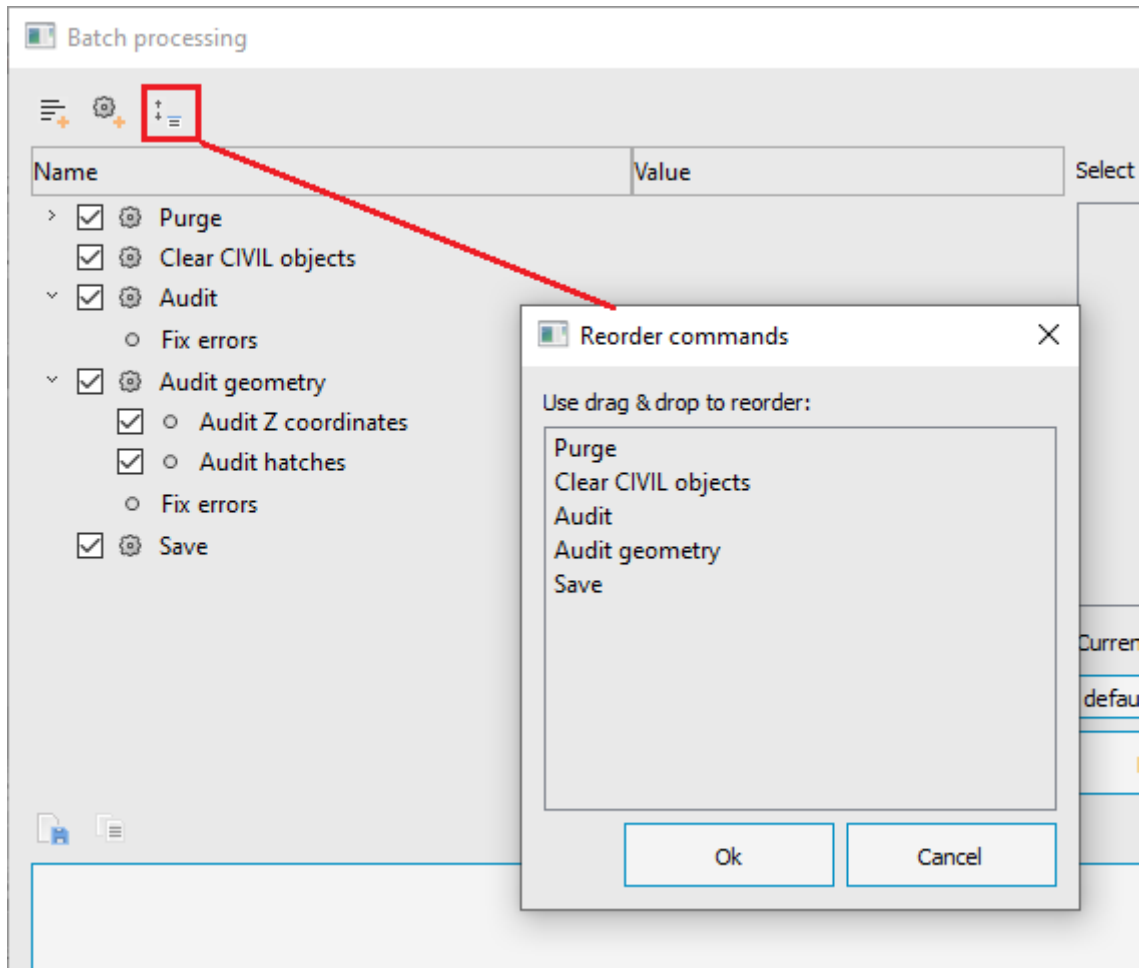 Batch processing
Name Value Select
Purge
Clear CIVIL objects
Audit
Fix errors
Audit geometry
Audit Z coordinates
Audit hatches
Fix errors
Save
Reorder commands
Use drag & drop to reorder:
Purge
Clear CIVIL objects
Audit
Audit geometry
Save
Ok Cancel